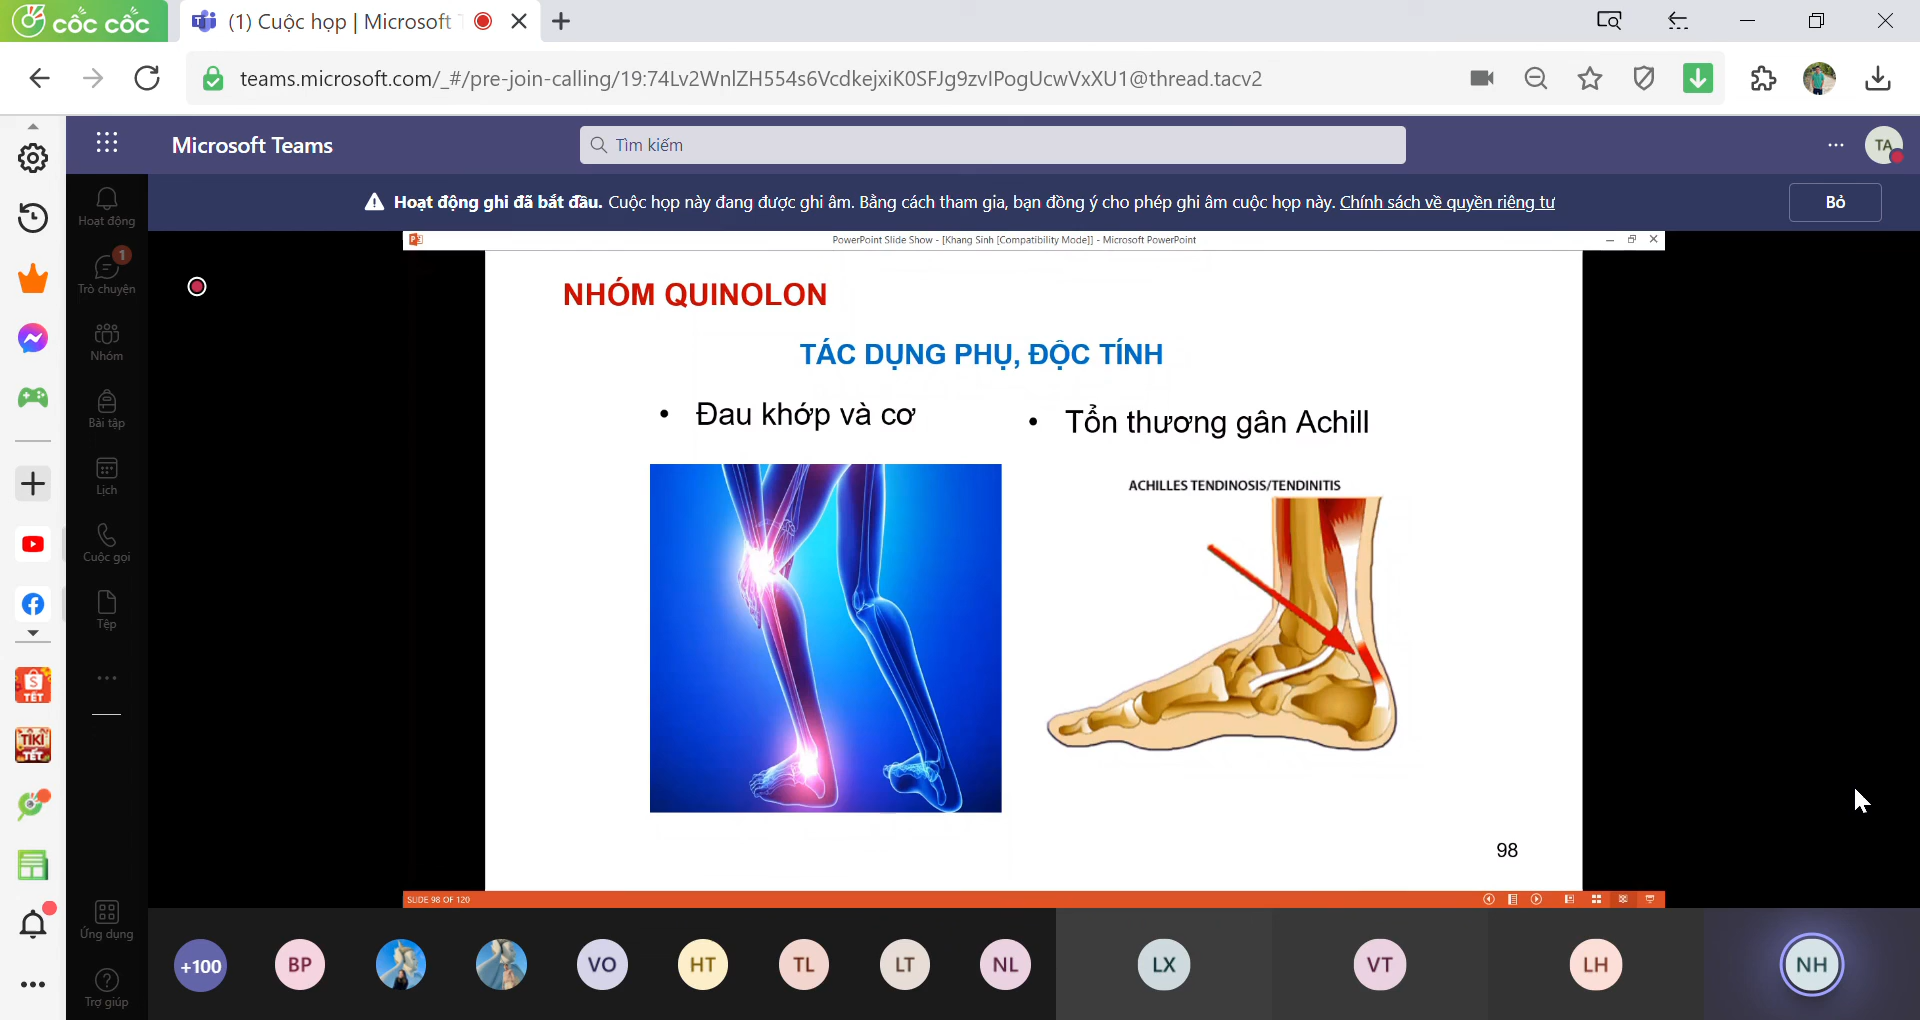 cốc cốc
(1) Cuộc họp | Microsoft T
teams.microsoft.com/_#/pre-join-calling/19:74Lv2WnlZH554s6VcdkejxiK0SFJg9zvlPogUcwVxXU1@thread.tacv2
Microsoft Teams
Tìm kiếm
TA
Hoạt động ghi đã bắt đầu. Cuộc họp này đang được ghi âm. Bằng cách tham gia, bạn đồng ý cho phép ghi âm cuộc họp này. Chính sách về quyền riêng tư
Bỏ
Hoạt động
1
Trò chuyện
Nhóm
Bài tập
Lịch
Cuộc gọi
Tệp
Ứng dụng
Trợ giúp
TẾT
TIKI
TẾT
PowerPoint Slide Show - [Khang Sinh [Compatibility Mode]] - Microsoft PowerPoint
NHÓM QUINOLON
TÁC DỤNG PHỤ, ĐỘC TÍNH
• Đau khớp và cơ
• Tổn thương gân Achill
ACHILLES TENDINOSIS/TENDINITIS
98
SLIDE 98 OF 120
+100
BP
VO
HT
TL
LT
NL
LX
VT
LH
NH